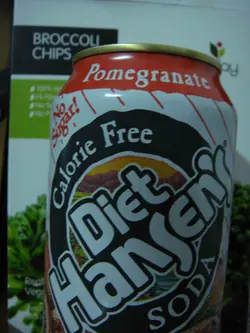 BROCCOLI
CHIPS
Pomegranate
No
Sugar!
Calorie Free
Diet
Hansen's
SODA